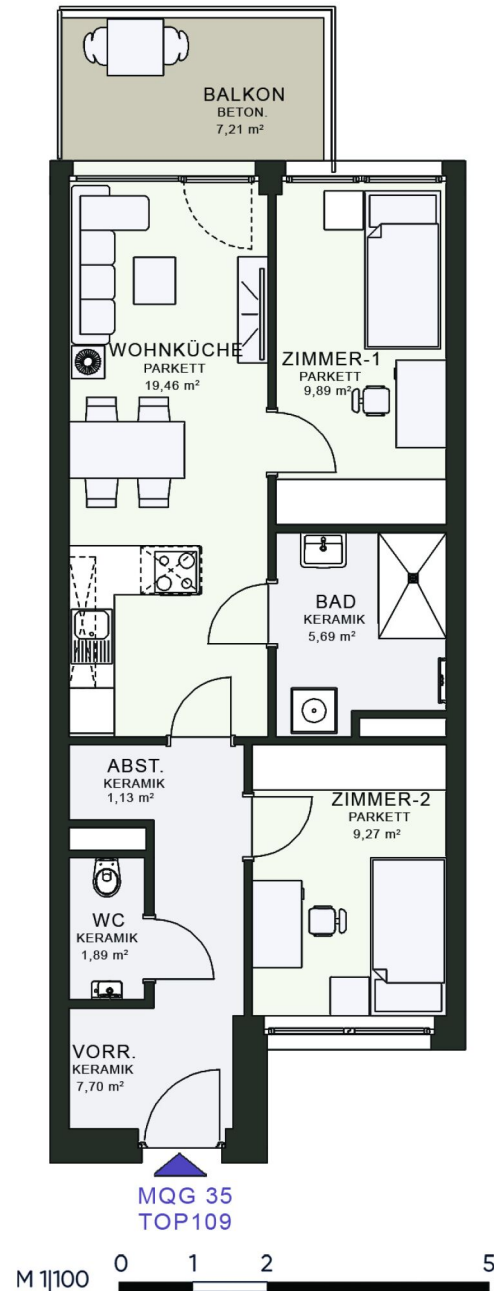 BALKON
BETON.
7,21 m²
WOHNKÜCHE
PARKETT
19,46 m²
ZIMMER-1
PARKETT
9,89 m²
BAD
KERAMIK
5,69 m²
ABST.
KERAMIK
1,13 m²
ZIMMER-2
PARKETT
9,27 m²
WC
KERAMIK
1,89 m²
VORR.
KERAMIK
7,70 m²
MQG 35
TOP109
M 1|100 0 1 2 5